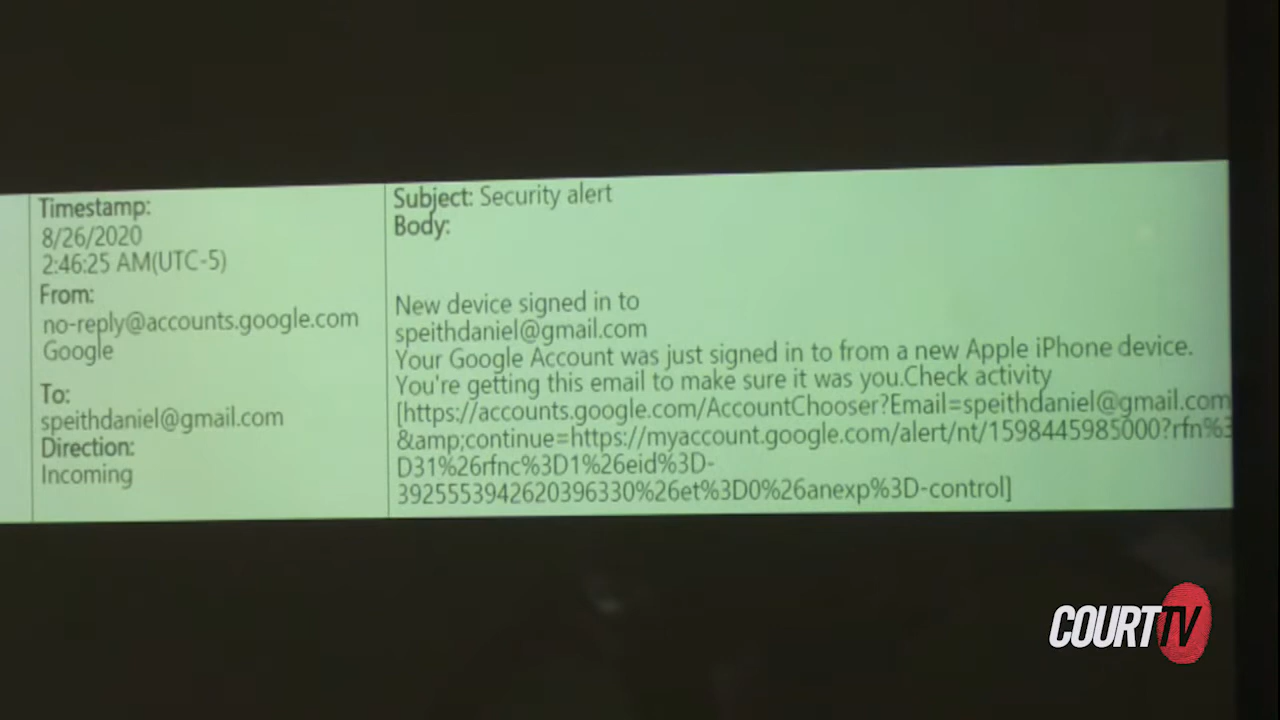 Timestamp:
8/26/2020
2:46:25 AM(UTC-5)
From:
no-reply@accounts.google.com
Google
To:
speithdaniel@gmail.com
Direction:
Incoming
Subject: Security alert
Body:
New device signed in to
speithdaniel@gmail.com
Your Google Account was just signed in to from a new Apple iPhone device.
You're getting this email to make sure it was you.Check activity
[https://accounts.google.com/AccountChooser?Email=speithdaniel@gmail.com
&amp;continue=https://myaccount.google.com/alert/nt/1598445985000?rfn%3
D31%26rfnc%3D1%26eid%3D-
3925553942620396330%26et%3D0%26anexp%3D-control]
COURT TV